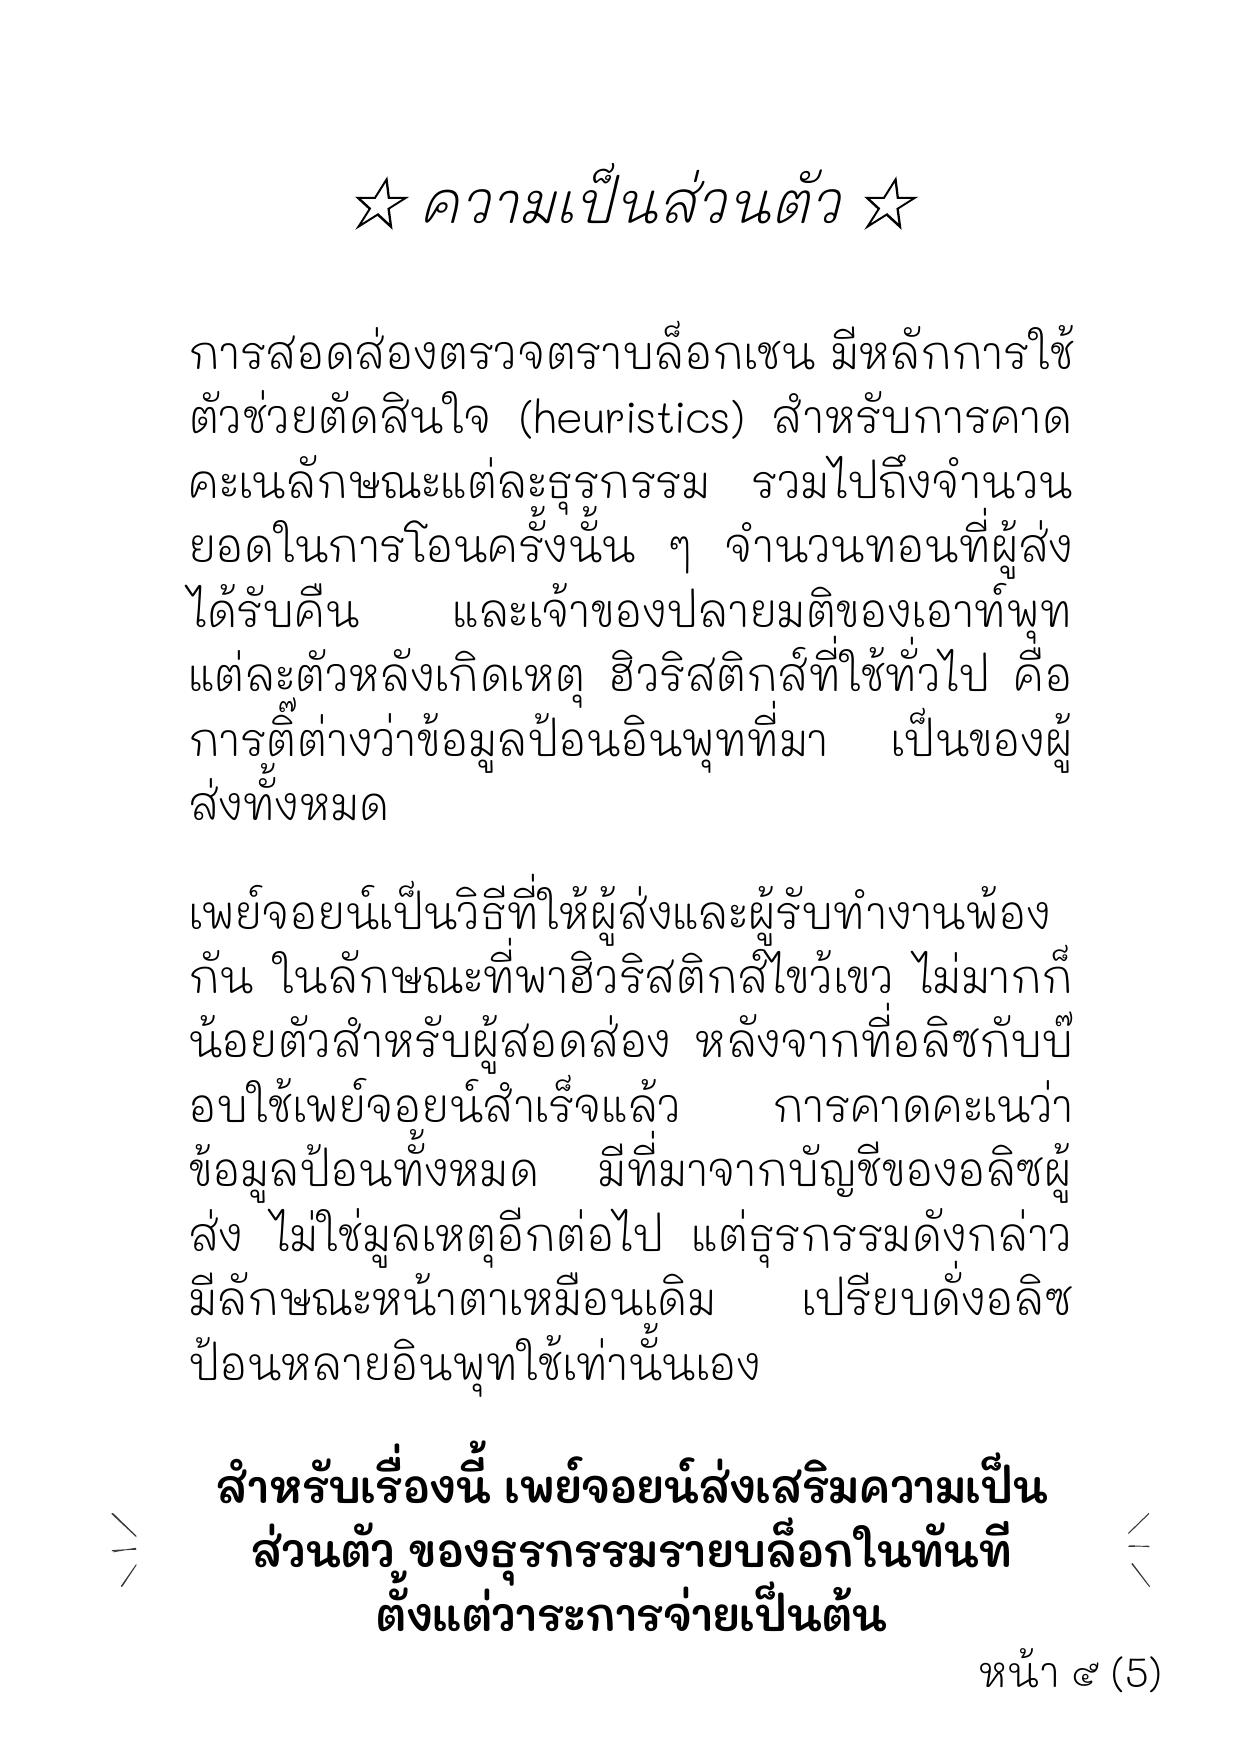 ☆ ความเป็นส่วนตัว ☆
การสอดส่องตรวจตราบล็อกเชน มีหลักการใช้
ตัวช่วยตัดสินใจ (heuristics) สำหรับการคาด
คะเนลักษณะแต่ละธุรกรรม รวมไปถึงจำนวน
ยอดในการโอนครั้งนั้น ๆ จำนวนทอนที่ผู้ส่ง
ได้รับคืน และเจ้าของปลายมติของเอาท์พุท
แต่ละตัวหลังเกิดเหตุ ฮิวริสติกส์ที่ใช้ทั่วไป คือ
การติ๊ต่างว่าข้อมูลป้อนอินพุทที่มา เป็นของผู้
ส่งทั้งหมด
เพย์จอยน์เป็นวิธีที่ให้ผู้ส่งและผู้รับทำงานพ้อง
กัน ในลักษณะที่พาฮิวริสติกส์ไขว้เขว ไม่มากก็
น้อยตัวสำหรับผู้สอดส่อง หลังจากที่อลิซกับบ๊
อบใช้เพย์จอยน์สำเร็จแล้ว การคาดคะเนว่า
ข้อมูลป้อนทั้งหมด มีที่มาจากบัญชีของอลิซผู้
ส่ง ไม่ใช่มูลเหตุอีกต่อไป แต่ธุรกรรมดังกล่าว
มีลักษณะหน้าตาเหมือนเดิม เปรียบดั่งอลิซ
ป้อนหลายอินพุทใช้เท่านั้นเอง
สำหรับเรื่องนี้ เพย์จอยน์ส่งเสริมความเป็น
ส่วนตัว ของธุรกรรมรายบล็อกในทันที
ตั้งแต่วาระการจ่ายเป็นต้น
หน้า ๕ (5)